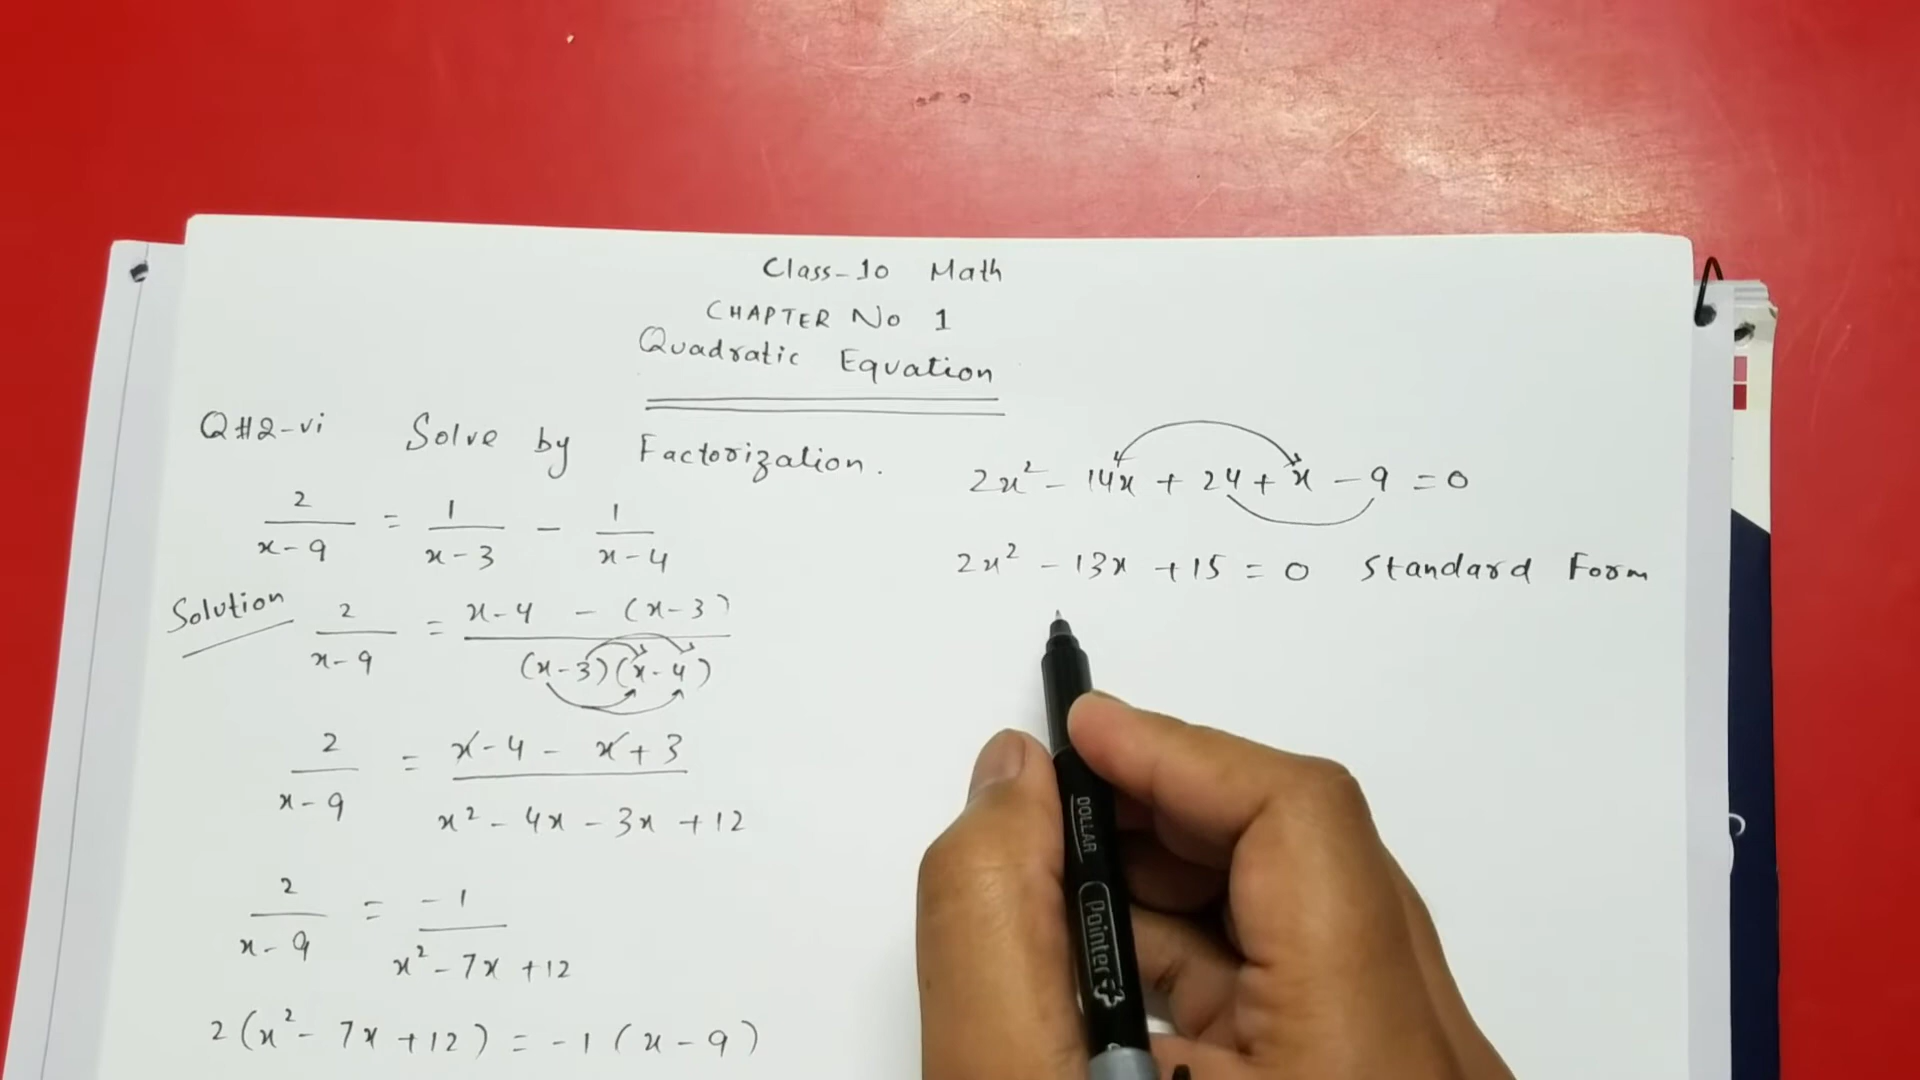 Class-10 Math
CHAPTER No 1
Quadratic Equation
Q#2-vi Solve by Factorization.
2/(x-9) = 1/(x-3) - 1/(x-4)
Solution 2/(x-9) = (x-4 - (x-3))/((x-3)(x-4))
2/(x-9) = (x-4 - x+3)/(x² - 4x - 3x +12)
2/(x-9) = -1/(x² - 7x +12)
2(x² - 7x +12) = -1(x-9)
2x² - 14x + 24 + x - 9 = 0
2x² - 13x +15 = 0 Standard Form
DOLLAR
Pointer